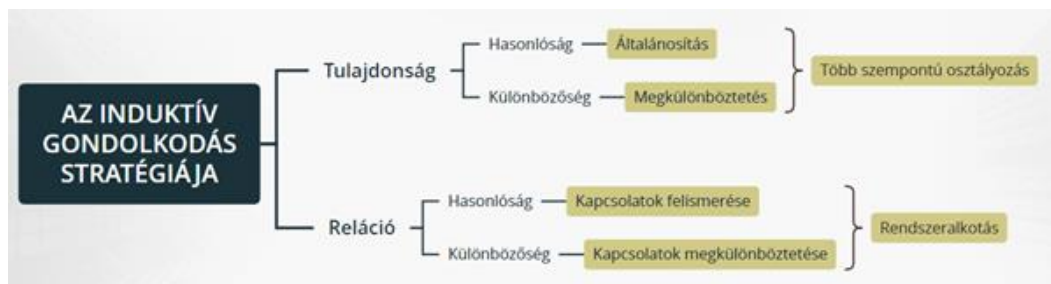 AZ INDUKTÍV
GONDOLKODÁS
STRATÉGIÁJA
Tulajdonság
Hasonlóság
Általánosítás
Különbözőség
Megkülönböztetés
Több szempontú osztályozás
Reláció
Hasonlóság
Kapcsolatok felismerése
Különbözőség
Kapcsolatok megkülönböztetése
Rendszeralkotás